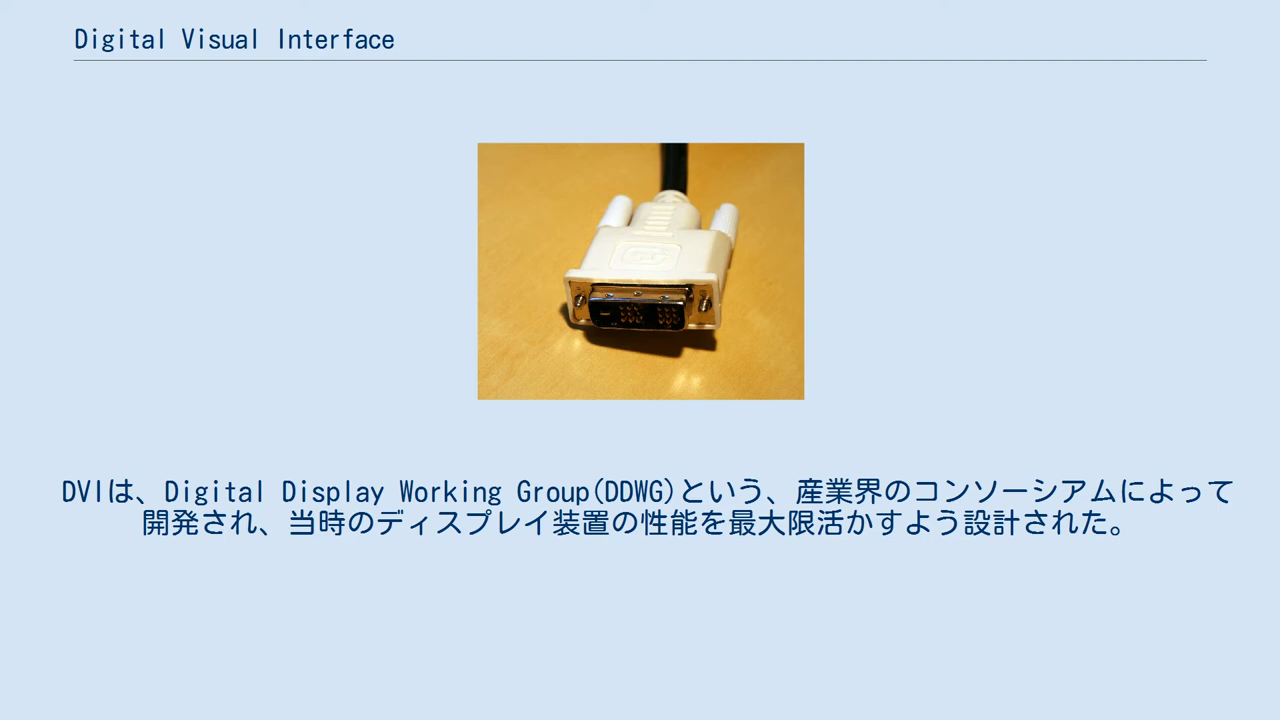 Digital Visual Interface
DVIは、Digital Display Working Group(DDWG)という、産業界のコンソーシアムによって
開発され、当時のディスプレイ装置の性能を最大限活かすよう設計された。